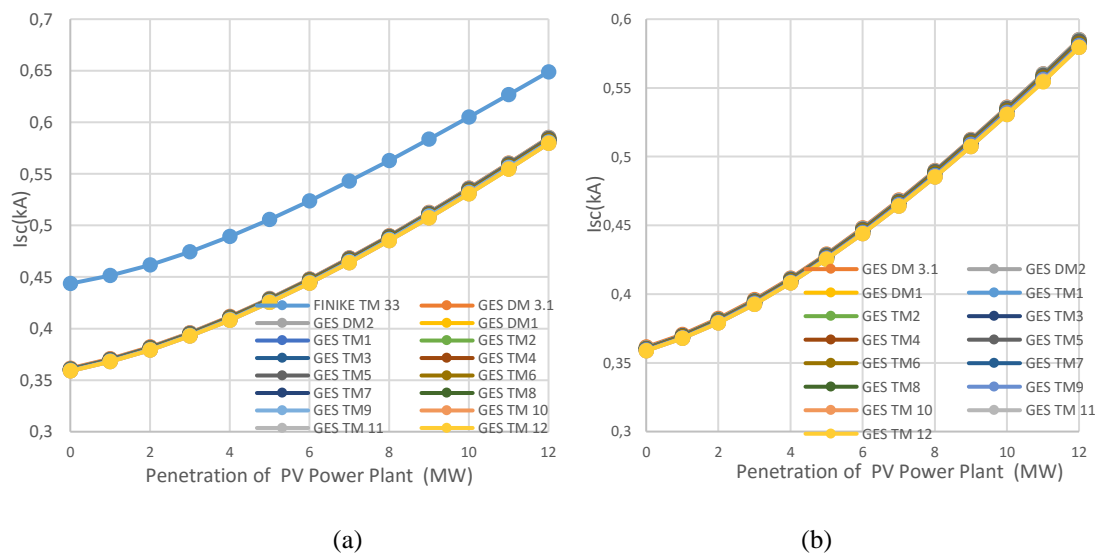 0,7
0,65
0,6
0,55
0,5
0,45
0,4
0,35
0,3
Isc(kA)
FINIKE TM 33
GES DM 3.1
GES DM2
GES DM1
GES TM1
GES TM2
GES TM3
GES TM4
GES TM5
GES TM6
GES TM7
GES TM8
GES TM9
GES TM 10
GES TM 11
GES TM 12
0 2 4 6 8 10 12
Penetration of PV Power Plant (MW)
(a)
0,6
0,55
0,5
0,45
0,4
0,35
0,3
Isc(kA)
GES DM 3.1
GES DM2
GES DM1
GES TM1
GES TM2
GES TM3
GES TM4
GES TM5
GES TM6
GES TM7
GES TM8
GES TM9
GES TM 10
GES TM 11
GES TM 12
0 2 4 6 8 10 12
Penetration of PV Power Plant (MW)
(b)